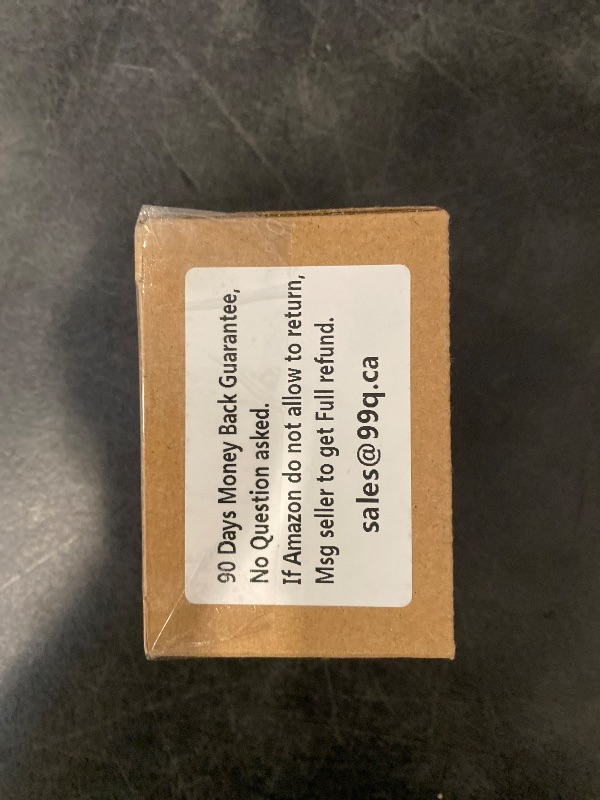 90 Days Money Back Guarantee,
No Question asked.
If Amazon do not allow to return,
Msg seller to get Full refund.
sales@99q.ca